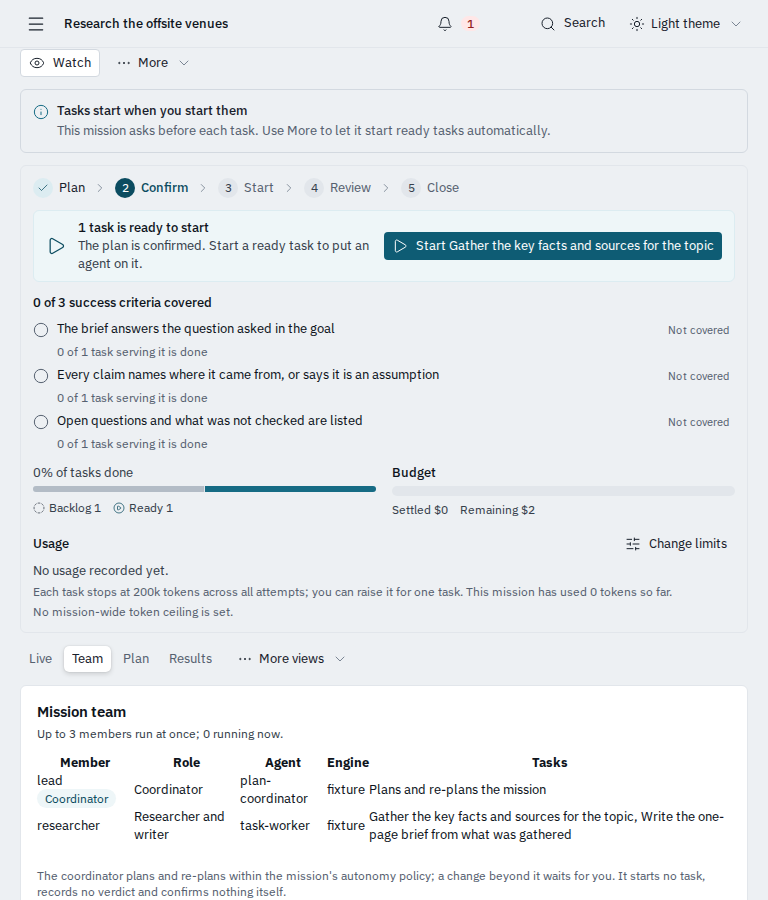 Research the offsite venues
1
Search
Light theme
Watch
More
Tasks start when you start them
This mission asks before each task. Use More to let it start ready tasks automatically.
Plan
2 Confirm
3 Start
4 Review
5 Close
1 task is ready to start
The plan is confirmed. Start a ready task to put an
agent on it.
Start Gather the key facts and sources for the topic
0 of 3 success criteria covered
The brief answers the question asked in the goal
Not covered
0 of 1 task serving it is done
Every claim names where it came from, or says it is an assumption
Not covered
0 of 1 task serving it is done
Open questions and what was not checked are listed
Not covered
0 of 1 task serving it is done
0% of tasks done
Backlog 1
Ready 1
Budget
Settled $0
Remaining $2
Usage
Change limits
No usage recorded yet.
Each task stops at 200k tokens across all attempts; you can raise it for one task. This mission has used 0 tokens so far.
No mission-wide token ceiling is set.
Live
Team
Plan
Results
More views
Mission team
Up to 3 members run at once; 0 running now.
Member Role Agent Engine Tasks
lead
Coordinator
Coordinator
plan-
coordinator
fixture
Plans and re-plans the mission
researcher
Researcher and
writer
task-worker
fixture
Gather the key facts and sources for the topic, Write the one-
page brief from what was gathered
The coordinator plans and re-plans within the mission's autonomy policy; a change beyond it waits for you. It starts no task,
records no verdict and confirms nothing itself.